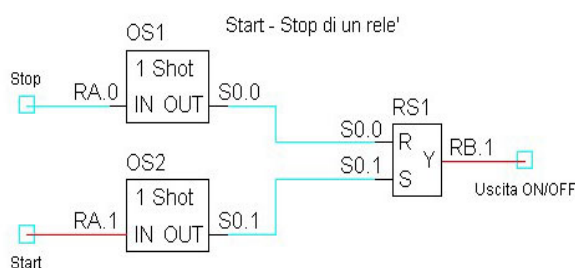 Start - Stop di un rele'
OS1
1 Shot
Stop
RA.0
IN OUT
S0.0
RS1
S0.0
R
Y
RB.1
S0.1
S
Uscita ON/OFF
OS2
1 Shot
RA.1
IN OUT
S0.1
Start